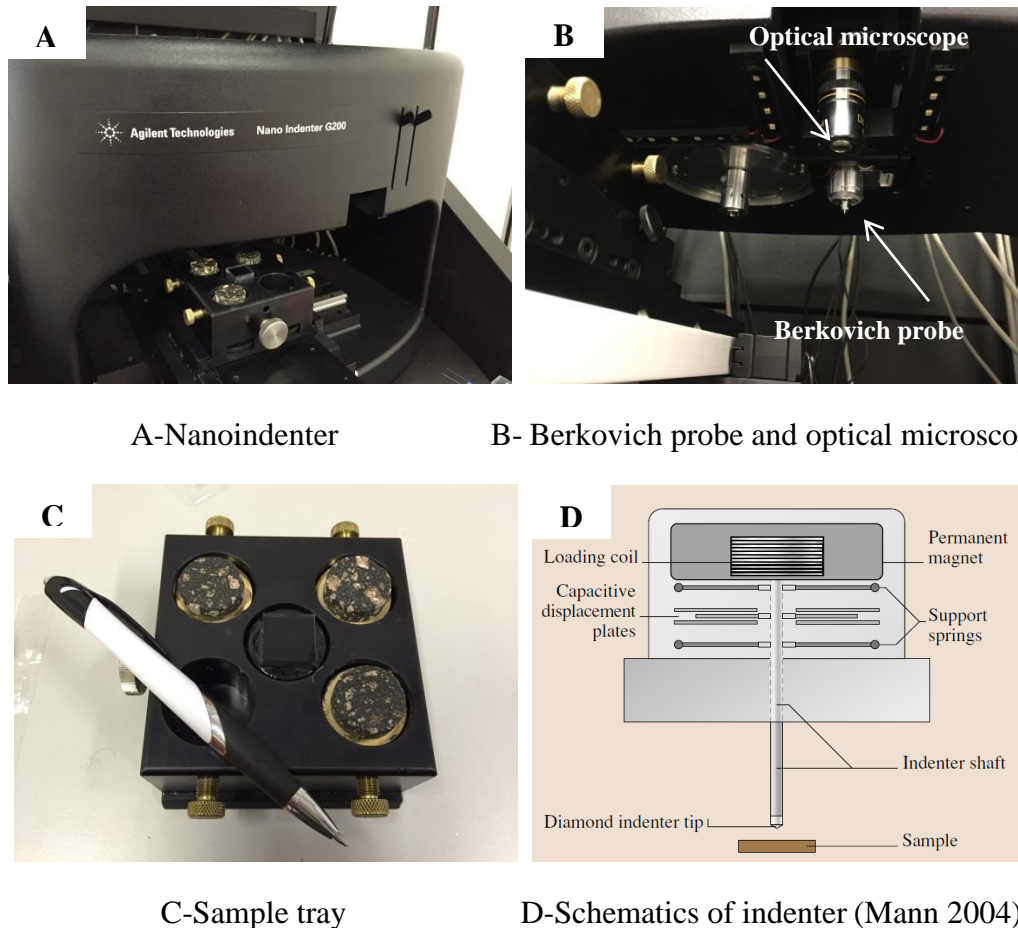 A
Agilent Technologies Nano Indenter G200
B
Optical microscope
Berkovich probe
A-Nanoindenter
B- Berkovich probe and optical microsco
C
D
Loading coil
Permanent
magnet
Capacitive
displacement
plates
Support
springs
Indenter shaft
Diamond indenter tip
Sample
C-Sample tray
D-Schematics of indenter (Mann 2004)